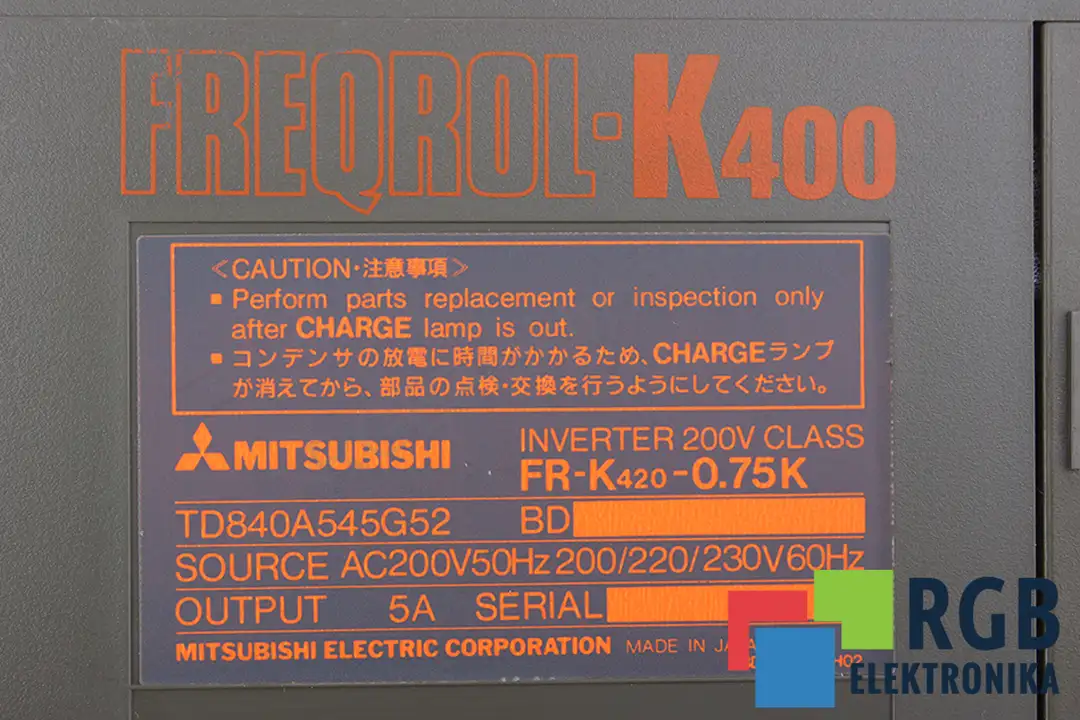 FREQROL-K400
<CAUTION・注意事項>
■ Perform parts replacement or inspection only
after CHARGE lamp is out.
■ コンデンサの放電に時間がかかるため、CHARGEランプ
が消えてから、部品の点検・交換を行うようにしてください。
MITSUBISHI
INVERTER 200V CLASS
FR-K420-0.75K
TD840A545G52 BD
SOURCE AC200V50Hz 200/220/230V60Hz
OUTPUT 5A SERIAL
MITSUBISHI ELECTRIC CORPORATION MADE IN
H02
RGB
ELEKTRONIKA